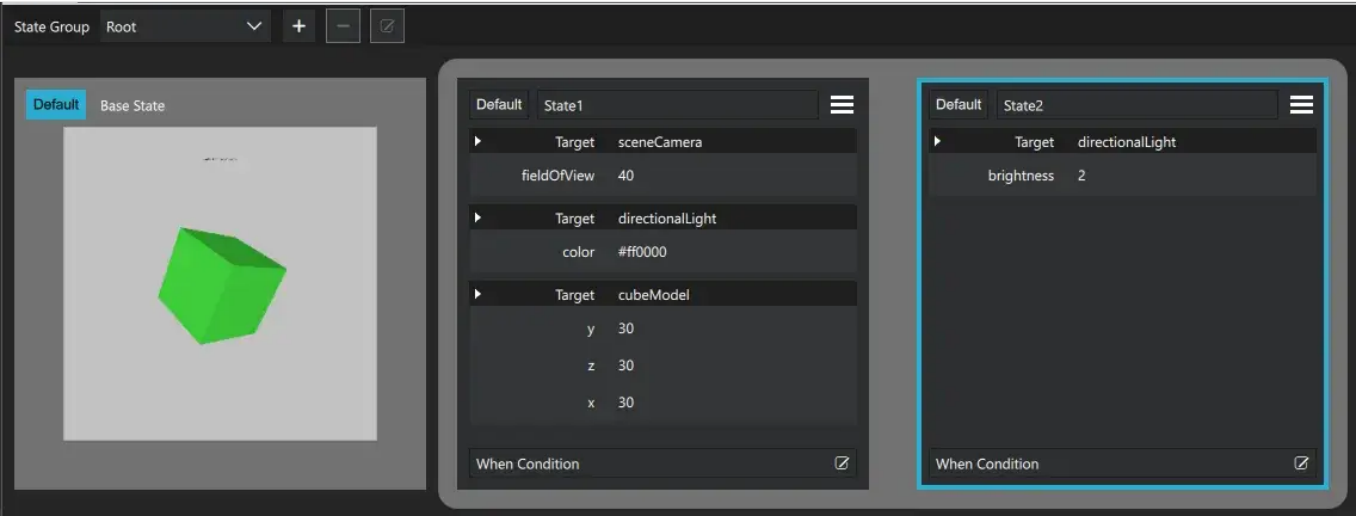 State Group Root
Default Base State
Default State1
Target sceneCamera
fieldOfView 40
Target directionalLight
color #ff0000
Target cubeModel
y 30
z 30
x 30
When Condition
Default State2
Target directionalLight
brightness 2
When Condition